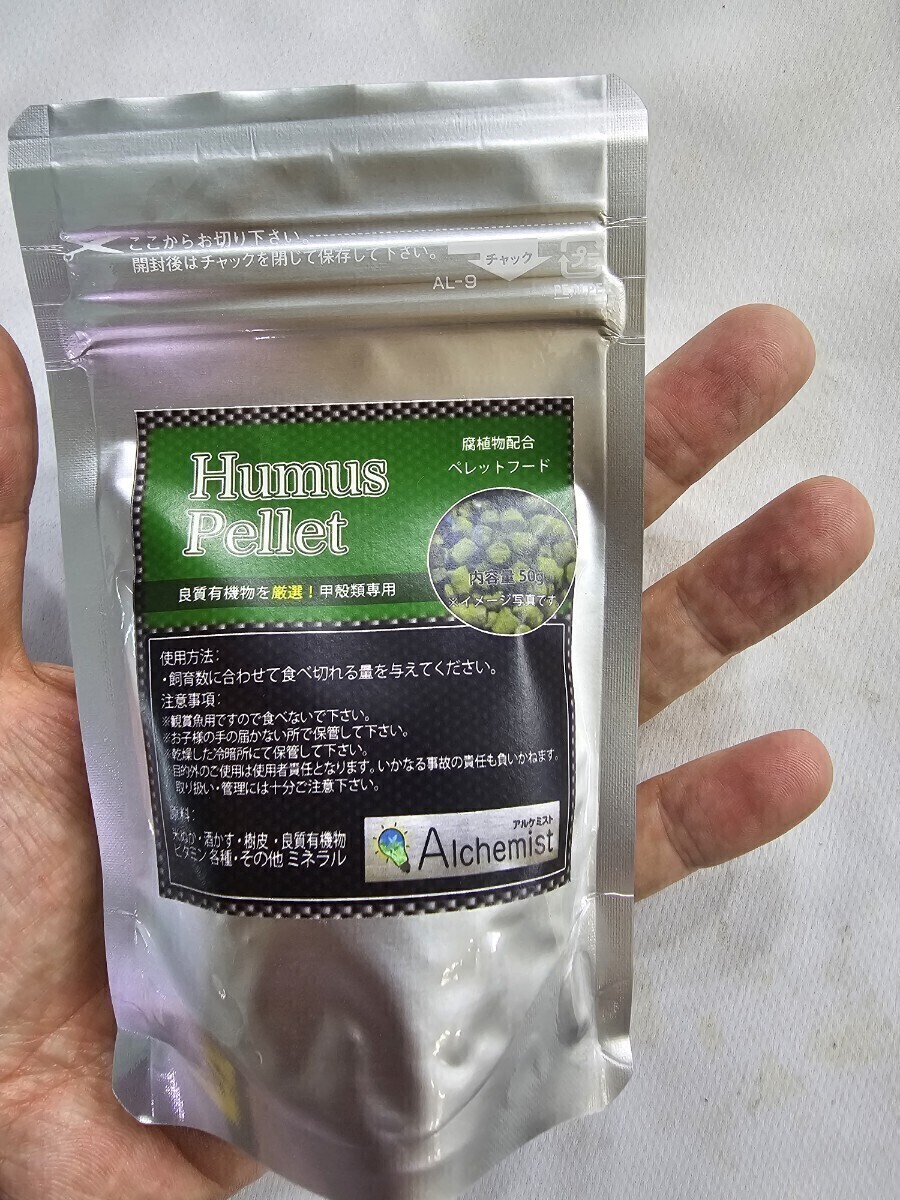 ここからお切り下さい。
開封後はチャックを閉じて保存して下さい。
チャック
プラ
AL-9
PE,M,PE
腐植物配合
ペレットフード
Humus
Pellet
内容量 50g
※イメージ写真です
良質有機物を厳選！甲殻類専用
使用方法：
・飼育数に合わせて食べ切れる量を与えてください。
注意事項：
※観賞魚用ですので食べないで下さい。
※お子様の手の届かない所で保管して下さい。
※乾燥した冷暗所にて保管して下さい。
※目的外のご使用は使用者責任となります。いかなる事故の責任も負いかねます。
取り扱い・管理には十分ご注意下さい。
原料：
米ぬか・酒かす・樹皮・良質有機物
ビタミン各種・その他ミネラル
アルケミスト
Alchemist